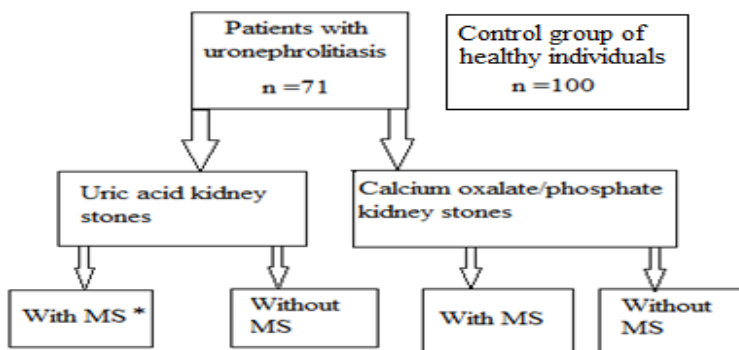 Patients with
uronephrolitiasis
n =71
Control group of
healthy individuals
n =100
Uric acid kidney
stones
Calcium oxalate/phosphate
kidney stones
With MS *
Without
MS
With MS
Without
MS